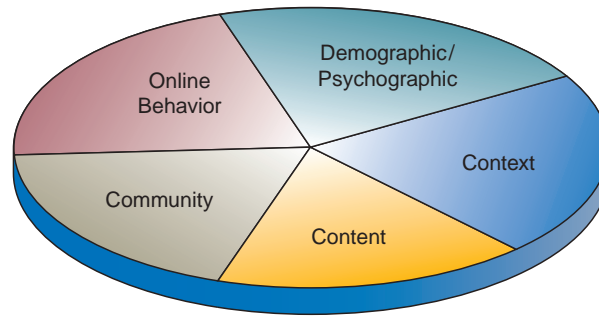 Demographic/
Psychographic
Online
Behavior
Context
Community
Content